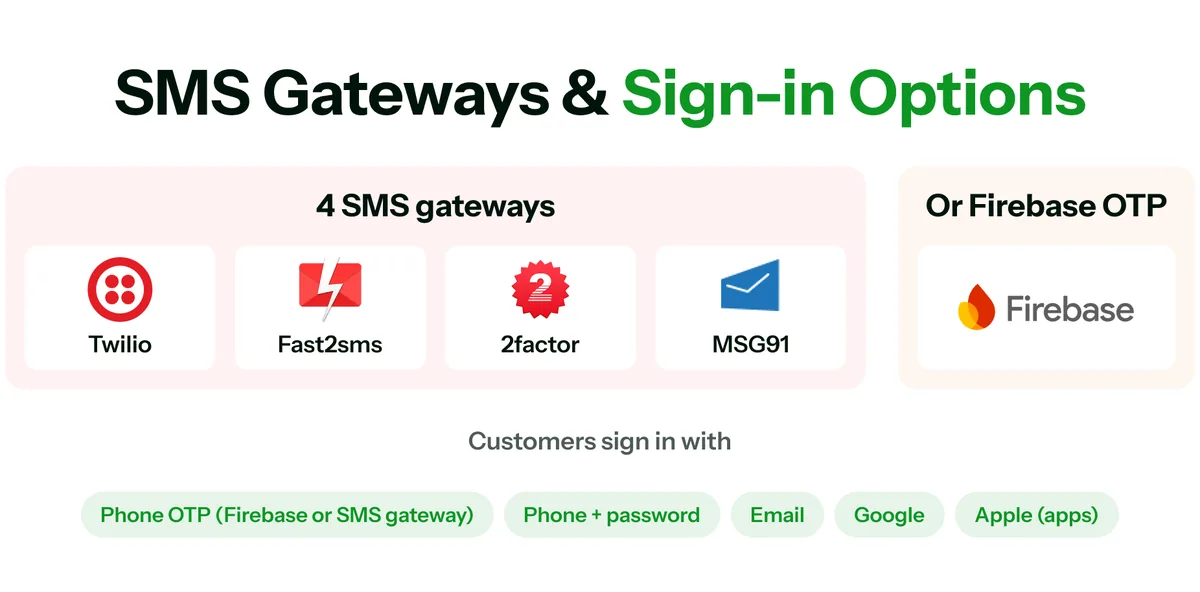 SMS Gateways & Sign-in Options
4 SMS gateways
Twilio
Fast2sms
2
2factor
MSG91
Or Firebase OTP
Firebase
Customers sign in with
Phone OTP (Firebase or SMS gateway)
Phone + password
Email
Google
Apple (apps)